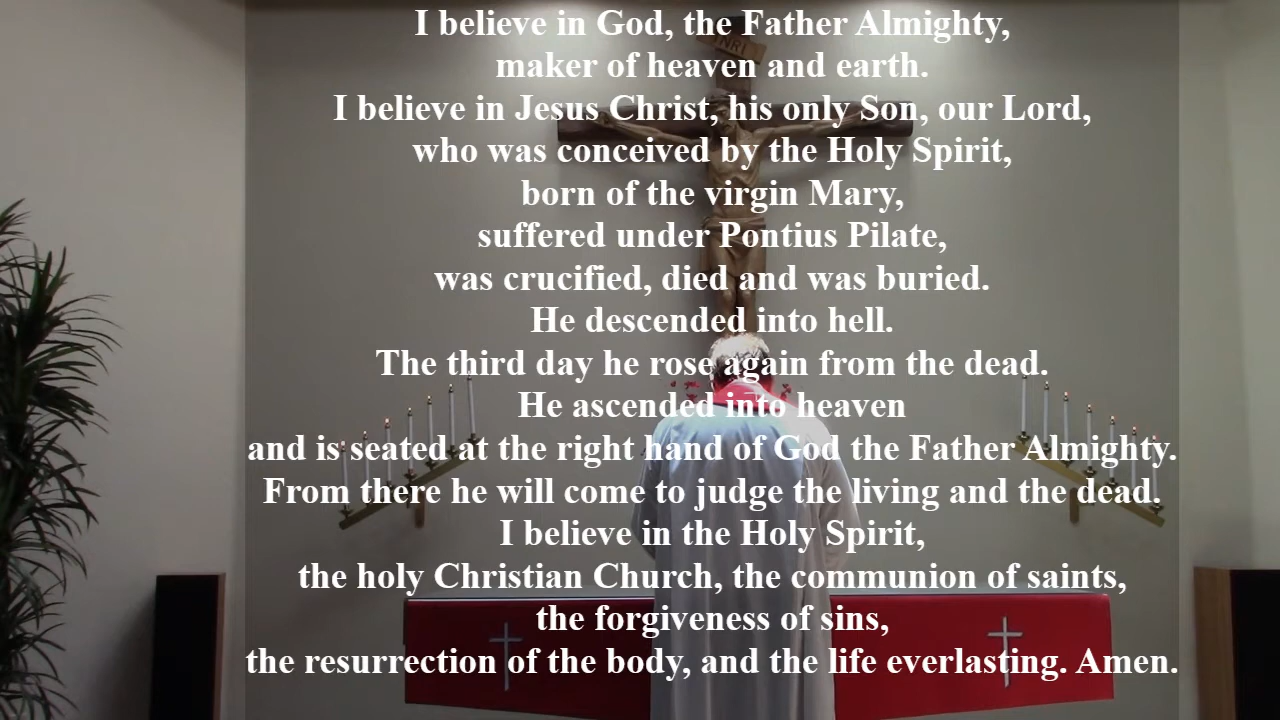 INRI
I believe in God, the Father Almighty,
maker of heaven and earth.
I believe in Jesus Christ, his only Son, our Lord,
who was conceived by the Holy Spirit,
born of the virgin Mary,
suffered under Pontius Pilate,
was crucified, died and was buried.
He descended into hell.
The third day he rose again from the dead.
He ascended into heaven
and is seated at the right hand of God the Father Almighty.
From there he will come to judge the living and the dead.
I believe in the Holy Spirit,
the holy Christian Church, the communion of saints,
the forgiveness of sins,
the resurrection of the body, and the life everlasting. Amen.